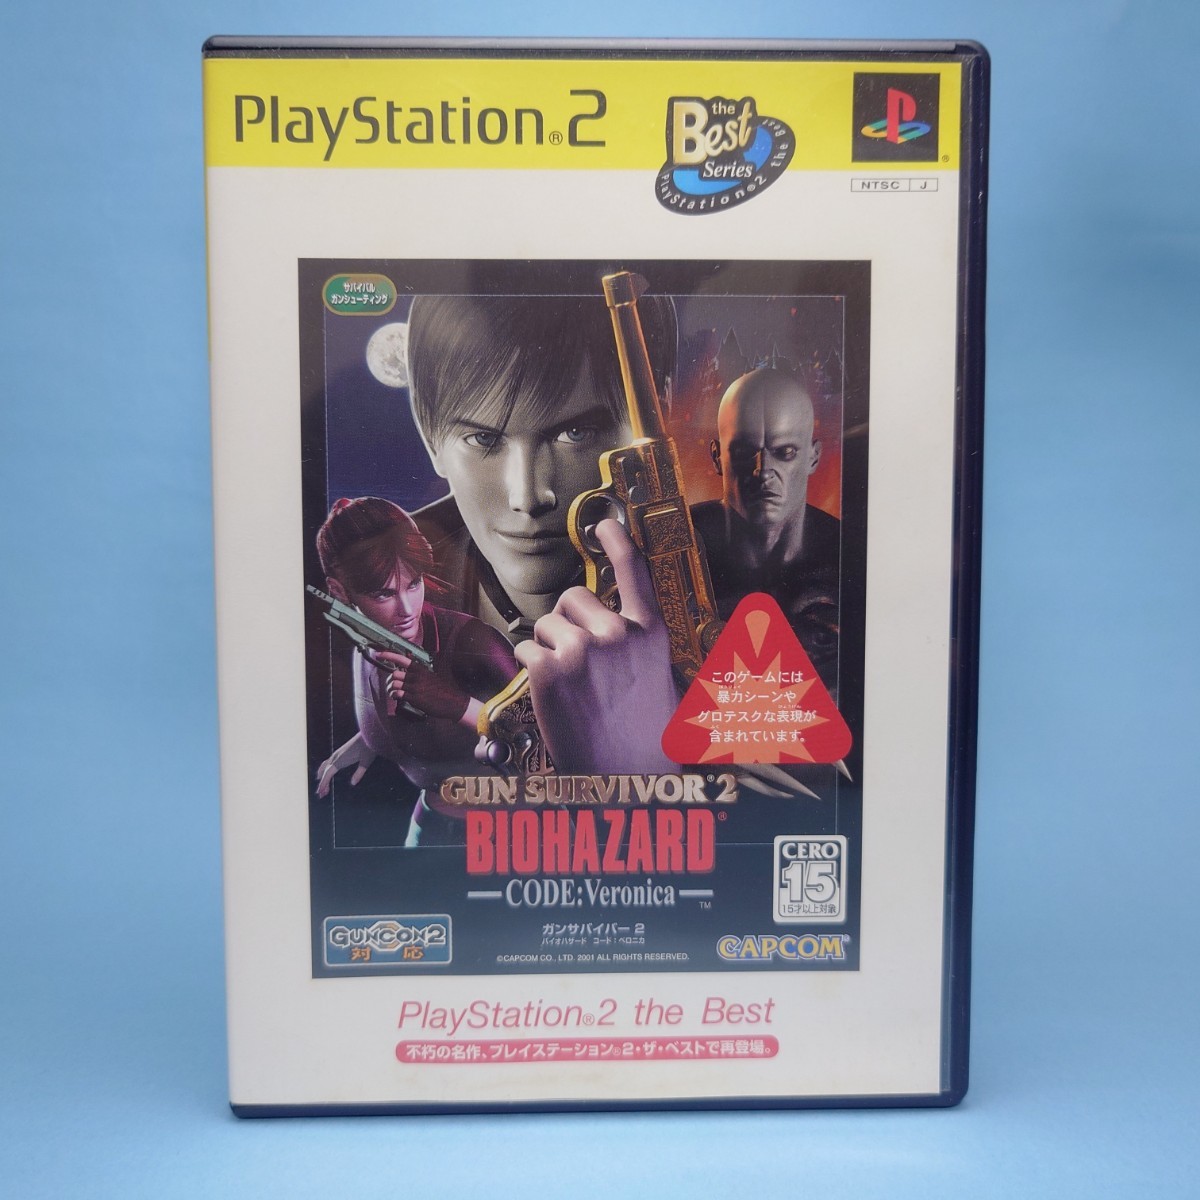 PlayStation®2
the Best Series
PlayStation®2 the Best
®
NTSC J
サバイバル
ガンシューティング
このゲームには
暴力シーンや
グロテスクな表現が
含まれています。
GUN SURVIVOR®2
BIOHAZARD®
CODE:Veronica
TM
CERO
15
15才以上対象
GUNCON2
対応
ガンサバイバー2
バイオハザード コード:ベロニカ
©CAPCOM CO., LTD. 2001 ALL RIGHTS RESERVED.
CAPCOM
PlayStation®2 the Best
不朽の名作、プレイステーション®2・ザ・ベストで再登場。